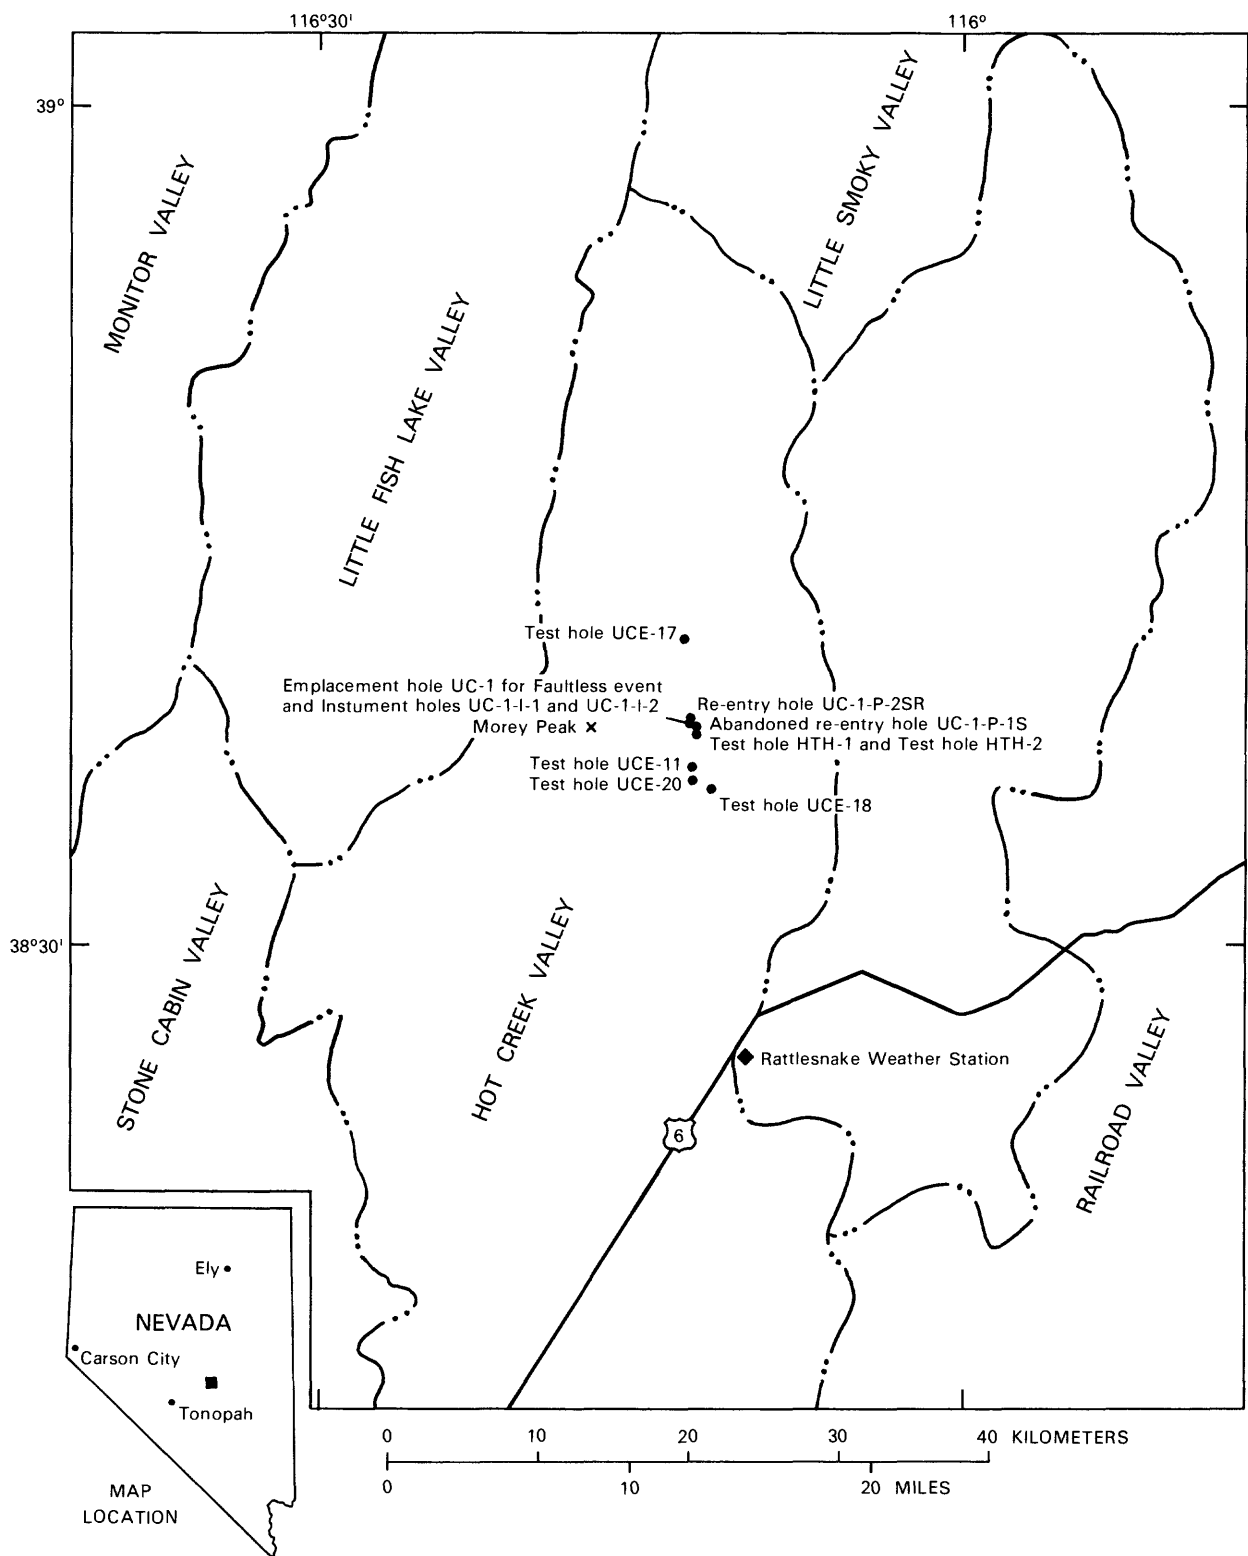 116°30'
116°
39°
MONITOR VALLEY
LITTLE FISH LAKE VALLEY
LITTLE SMOKY VALLEY
Test hole UCE-17
Emplacement hole UC-1 for Faultless event
and Instument holes UC-1-I-1 and UC-1-I-2
Morey Peak x
Re-entry hole UC-1-P-2SR
Abandoned re-entry hole UC-1-P-1S
Test hole HTH-1 and Test hole HTH-2
Test hole UCE-11
Test hole UCE-20
Test hole UCE-18
38°30'
STONE CABIN VALLEY
HOT CREEK VALLEY
RAILROAD VALLEY
Rattlesnake Weather Station
6
Ely
NEVADA
Carson City
Tonopah
MAP
LOCATION
0 10 20 30 40 KILOMETERS
0 10 20 MILES